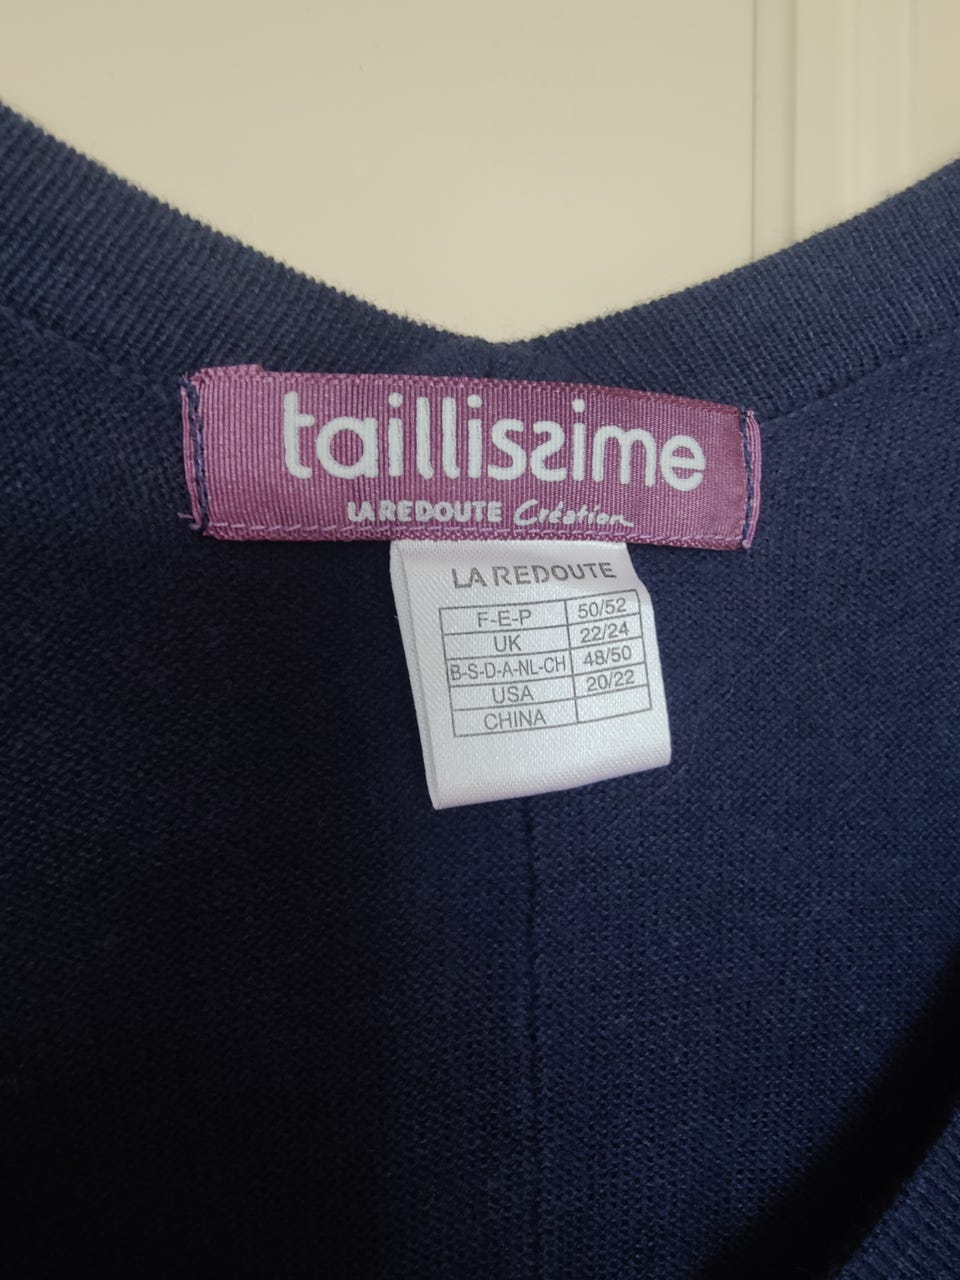 taillissime
LA REDOUTE Création
LA REDOUTE
F-E-P 50/52
UK 22/24
B-S-D-A-NL-CH 48/50
USA 20/22
CHINA